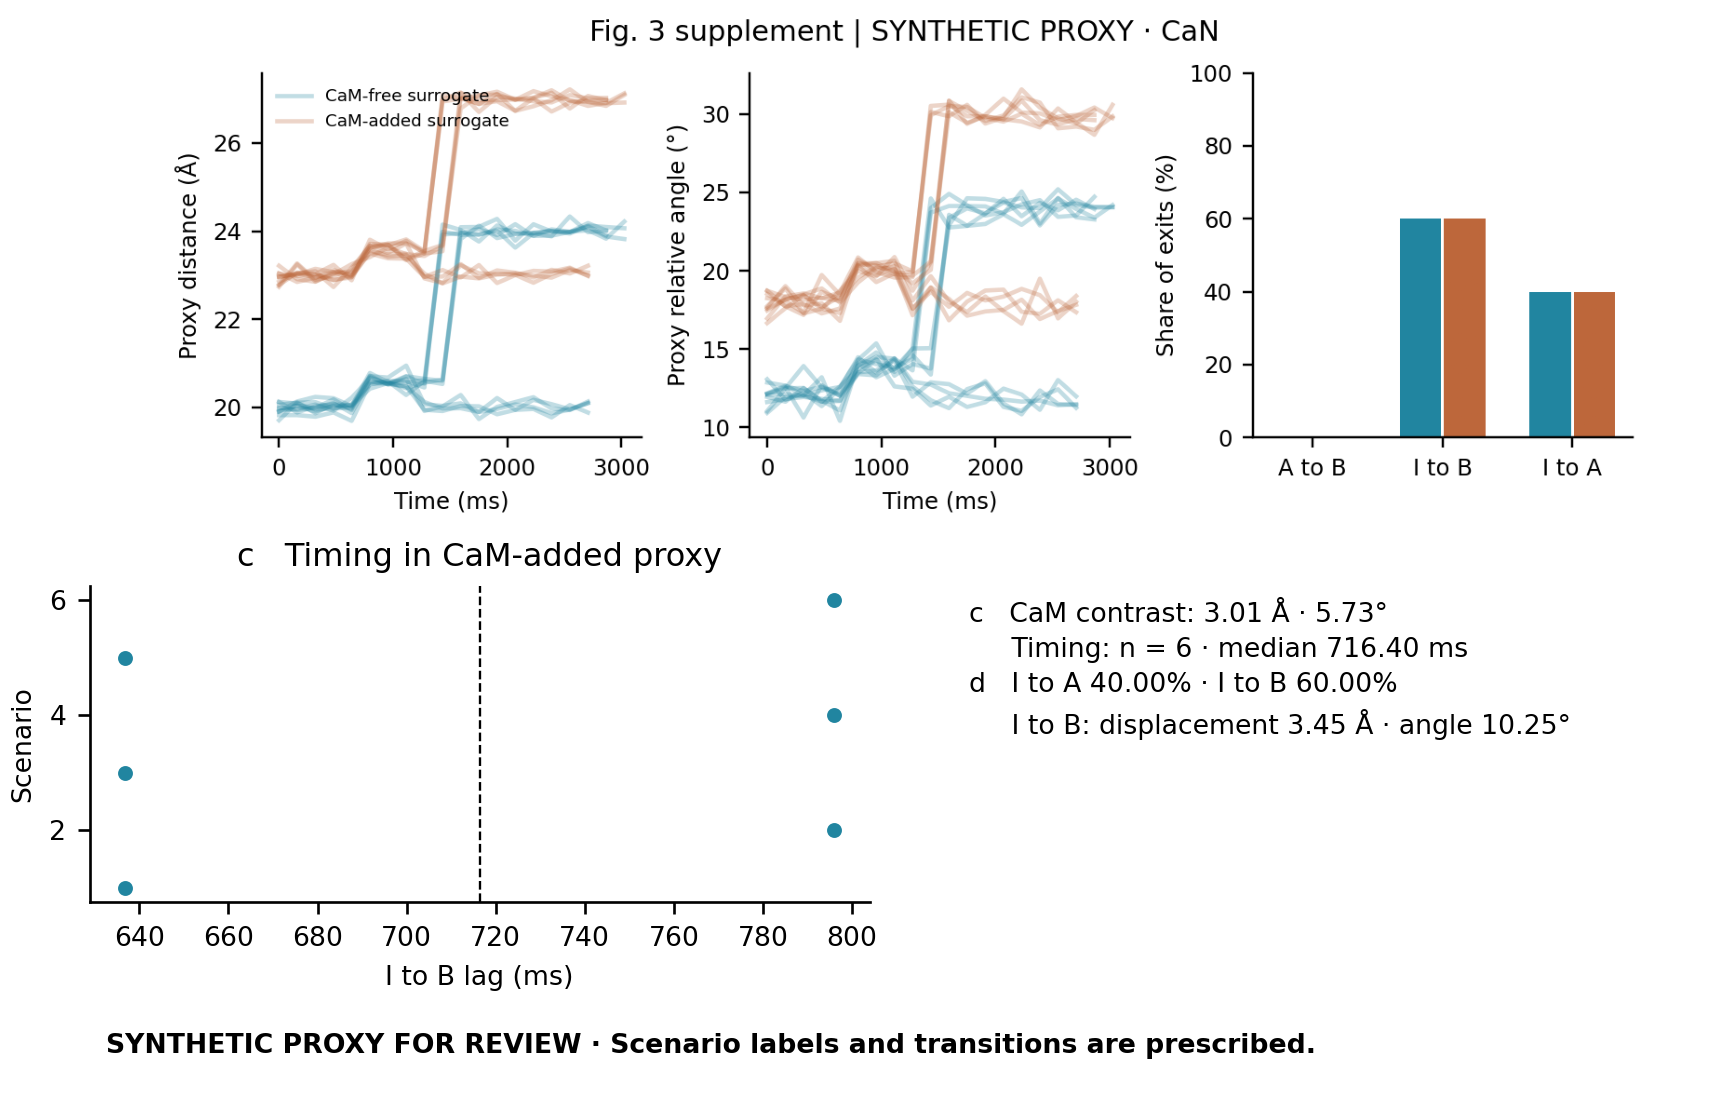 Fig. 3 supplement | SYNTHETIC PROXY · CaN
CaM-free surrogate
CaM-added surrogate
Proxy distance (Å)
26
24
22
20
0 1000 2000 3000
Time (ms)
Proxy relative angle (°)
30
25
20
15
10
0 1000 2000 3000
Time (ms)
Share of exits (%)
100
80
60
40
20
0
A to B I to B I to A
c Timing in CaM-added proxy
Scenario
6
4
2
640 660 680 700 720 740 760 780 800
I to B lag (ms)
c CaM contrast: 3.01 Å · 5.73°
Timing: n = 6 · median 716.40 ms
d I to A 40.00% · I to B 60.00%
I to B: displacement 3.45 Å · angle 10.25°
SYNTHETIC PROXY FOR REVIEW · Scenario labels and transitions are prescribed.